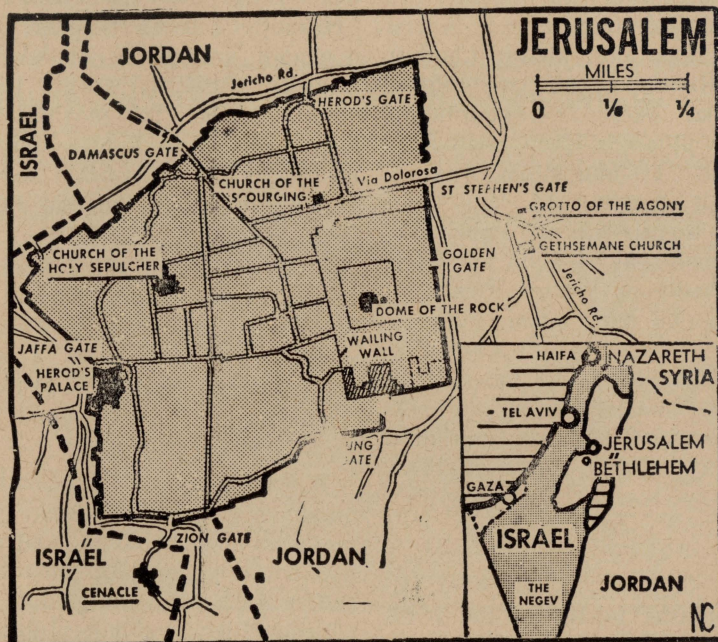 JERUSALEM
MILES
0 1/8 1/4
JORDAN
Jericho Rd.
HEROD'S GATE
ISRAEL
DAMASCUS GATE
CHURCH OF THE
SCOURGING
Via Dolorosa
ST STEPHEN'S GATE
GROTTO OF THE AGONY
GETHSEMANE CHURCH
CHURCH OF THE
HOLY SEPULCHER
GOLDEN
GATE
Jericho Rd.
DOME OF THE ROCK
WAILING
WALL
JAFFA GATE
HEROD'S
PALACE
UNG
GATE
ZION GATE
ISRAEL
JORDAN
CENACLE
HAIFA
NAZARETH
SYRIA
TEL AVIV
JERUSALEM
BETHLEHEM
GAZA
ISRAEL
THE
NEGEV
JORDAN
NC